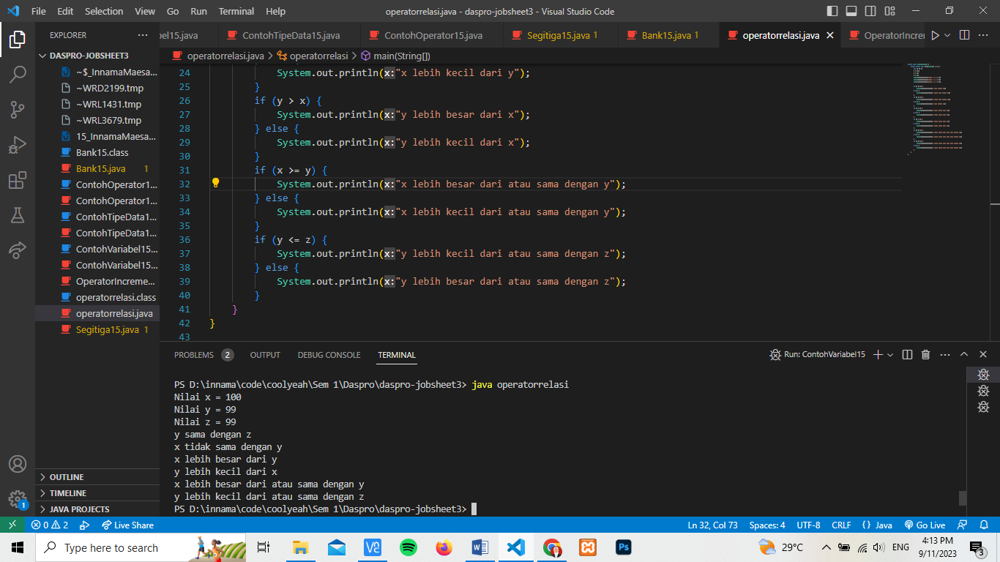 File Edit Selection View Go Run Terminal Help operatorrelasi.java - daspro-jobsheet3 - Visual Studio Code
EXPLORER
DASPRO-JOBSHEET3
~$_InnamaMaesa...
~WRD2199.tmp
~WRL1431.tmp
~WRL3679.tmp
15_InnamaMaesa...
Bank15.class
Bank15.java 1
ContohOperator1...
ContohOperator1...
ContohTipeData1...
ContohTipeData1...
ContohVariabel15...
ContohVariabel15...
OperatorIncreme...
operatorrelasi.class
operatorrelasi.java
Segitiga15.java 1
OUTLINE
TIMELINE
JAVA PROJECTS
bel15.java ContohTipeData15.java ContohOperator15.java Segitiga15.java 1 Bank15.java 1 operatorrelasi.java OperatorIncrem
operatorrelasi.java > operatorrelasi > main(String[])
24 System.out.println(x:"x lebih kecil dari y");
25 }
26 if (y > x) {
27 System.out.println(x:"y lebih besar dari x");
28 } else {
29 System.out.println(x:"y lebih kecil dari x");
30 }
31 if (x >= y) {
32 System.out.println(x:"x lebih besar dari atau sama dengan y");
33 } else {
34 System.out.println(x:"x lebih kecil dari atau sama dengan y");
35 }
36 if (y <= z) {
37 System.out.println(x:"y lebih kecil dari atau sama dengan z");
38 } else {
39 System.out.println(x:"y lebih besar dari atau sama dengan z");
40 }
41 }
42 }
43
PROBLEMS 2 OUTPUT DEBUG CONSOLE TERMINAL Run: ContohVariabel15
PS D:\innama\code\coolyeah\Sem 1\Daspro\daspro-jobsheet3> java operatorrelasi
Nilai x = 100
Nilai y = 99
Nilai z = 99
y sama dengan z
x tidak sama dengan y
x lebih besar dari y
y lebih kecil dari x
x lebih besar dari atau sama dengan y
y lebih kecil dari atau sama dengan z
PS D:\innama\code\coolyeah\Sem 1\Daspro\daspro-jobsheet3>
1
0 2 Live Share Ln 32, Col 73 Spaces: 4 UTF-8 CRLF {} Java Go Live
Type here to search 29°C ENG 4:13 PM
9/11/2023 3